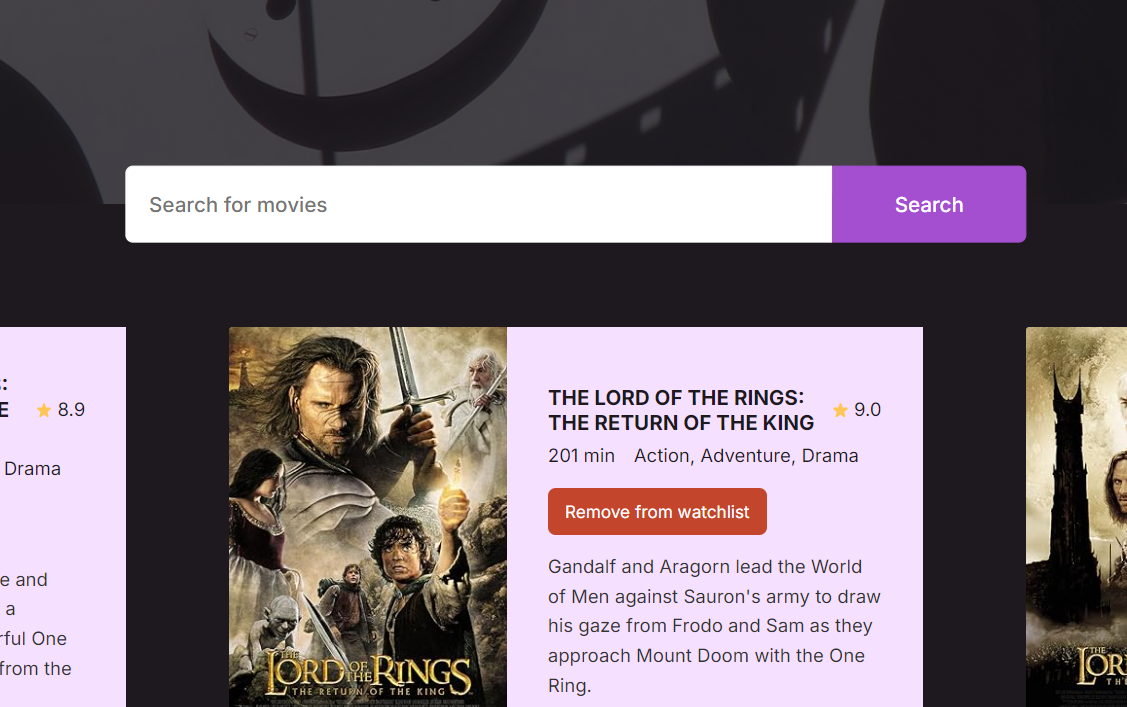 Search for movies
Search
E
8.9
Drama
e and
a
rful One
from the
THE
LORD OF THE RINGS
THE RETURN OF THE KING
THE LORD OF THE RINGS:
THE RETURN OF THE KING
9.0
201 min Action, Adventure, Drama
Remove from watchlist
Gandalf and Aragorn lead the World
of Men against Sauron's army to draw
his gaze from Frodo and Sam as they
approach Mount Doom with the One
Ring.
THE
LOR